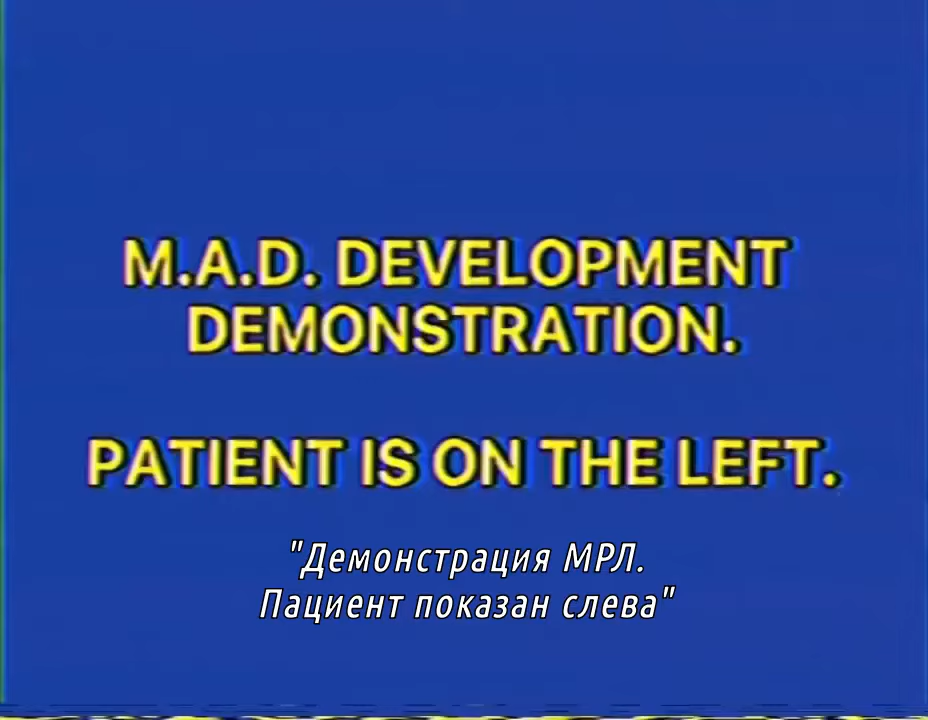 M.A.D. DEVELOPMENT
DEMONSTRATION.
PATIENT IS ON THE LEFT.
"Демонстрация МРЛ.
Пациент показан слева"